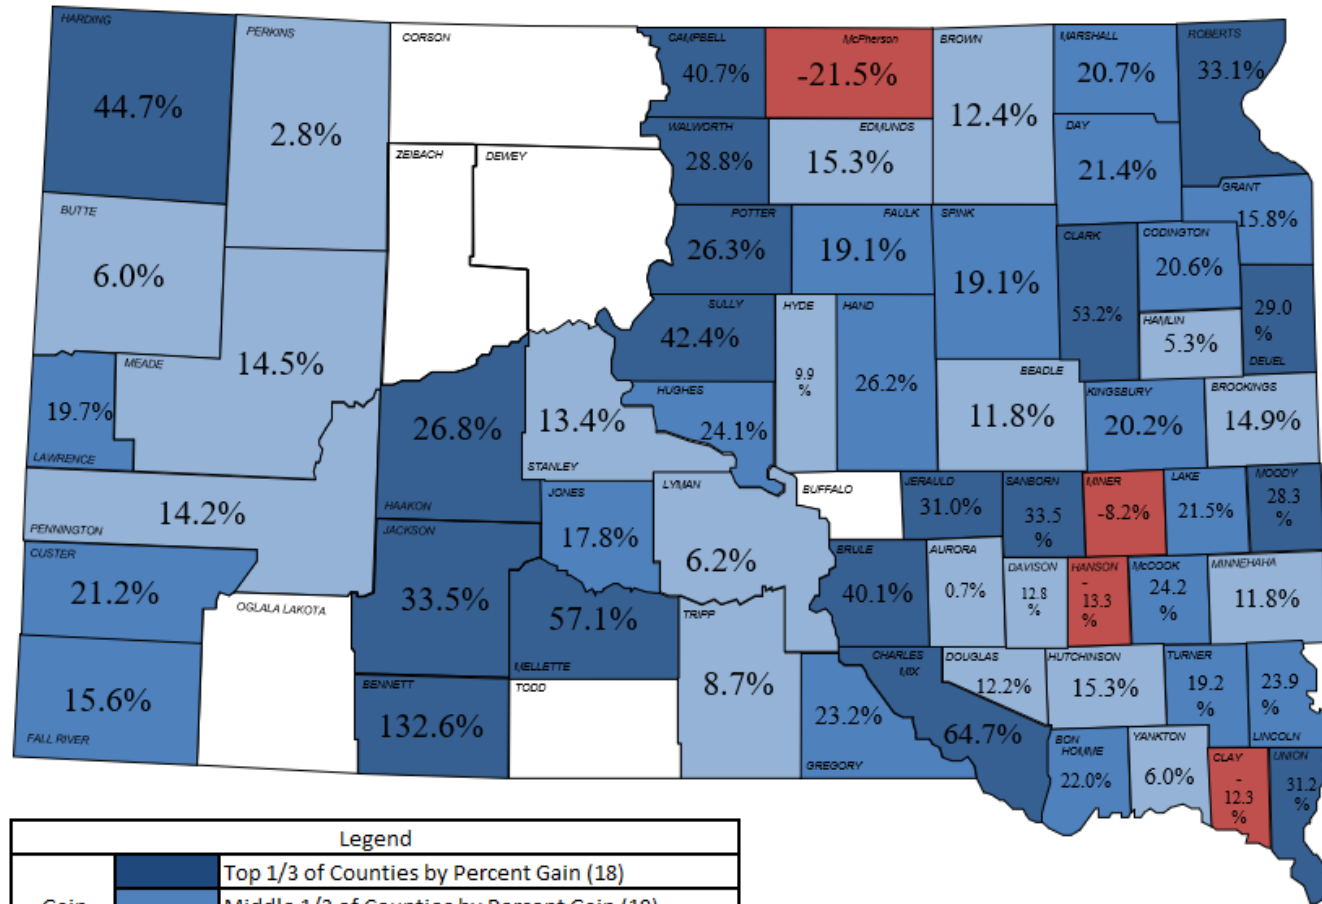 HARDING
44.7%
PERKINS
2.8%
CORSON
CAMPBELL
40.7%
McPherson
-21.5%
BROWN
12.4%
MARSHALL
20.7%
ROBERTS
33.1%
ZEIBACH
DEWEY
WALWORTH
28.8%
EDMUNDS
15.3%
DAY
21.4%
GRANT
15.8%
BUTTE
6.0%
POTTER
26.3%
FAULK
19.1%
SPINK
19.1%
CLARK
53.2%
CODINGTON
20.6%
29.0
%
DEUEL
HAMLIN
5.3%
MEADE
14.5%
SULLY
42.4%
HYDE
9.9
%
HAND
26.2%
BEADLE
11.8%
KINGSBURY
20.2%
BROOKINGS
14.9%
19.7%
LAWRENCE
26.8%
HAAKON
13.4%
STANLEY
HUGHES
24.1%
14.2%
PENNINGTON
JONES
17.8%
LYMAN
6.2%
BUFFALO
JERAULD
31.0%
SANBORN
33.5
%
MINER
-8.2%
LAKE
21.5%
MOODY
28.3
%
CUSTER
21.2%
OGLALA LAKOTA
JACKSON
33.5%
57.1%
MELLETTE
TRIPP
8.7%
BRULE
40.1%
AURORA
0.7%
DAVISON
12.8
%
HANSON
-
13.3
%
McCOOK
24.2
%
MINNEHAHA
11.8%
15.6%
FALL RIVER
BENNETT
132.6%
TODD
23.2%
GREGORY
CHARLES
MIX
64.7%
DOUGLAS
12.2%
HUTCHINSON
15.3%
TURNER
19.2
%
23.9
%
LINCOLN
BON
HOMME
22.0%
YANKTON
6.0%
CLAY
-
12.3
%
UNION
31.2
%
Legend
Top 1/3 of Counties by Percent Gain (18)